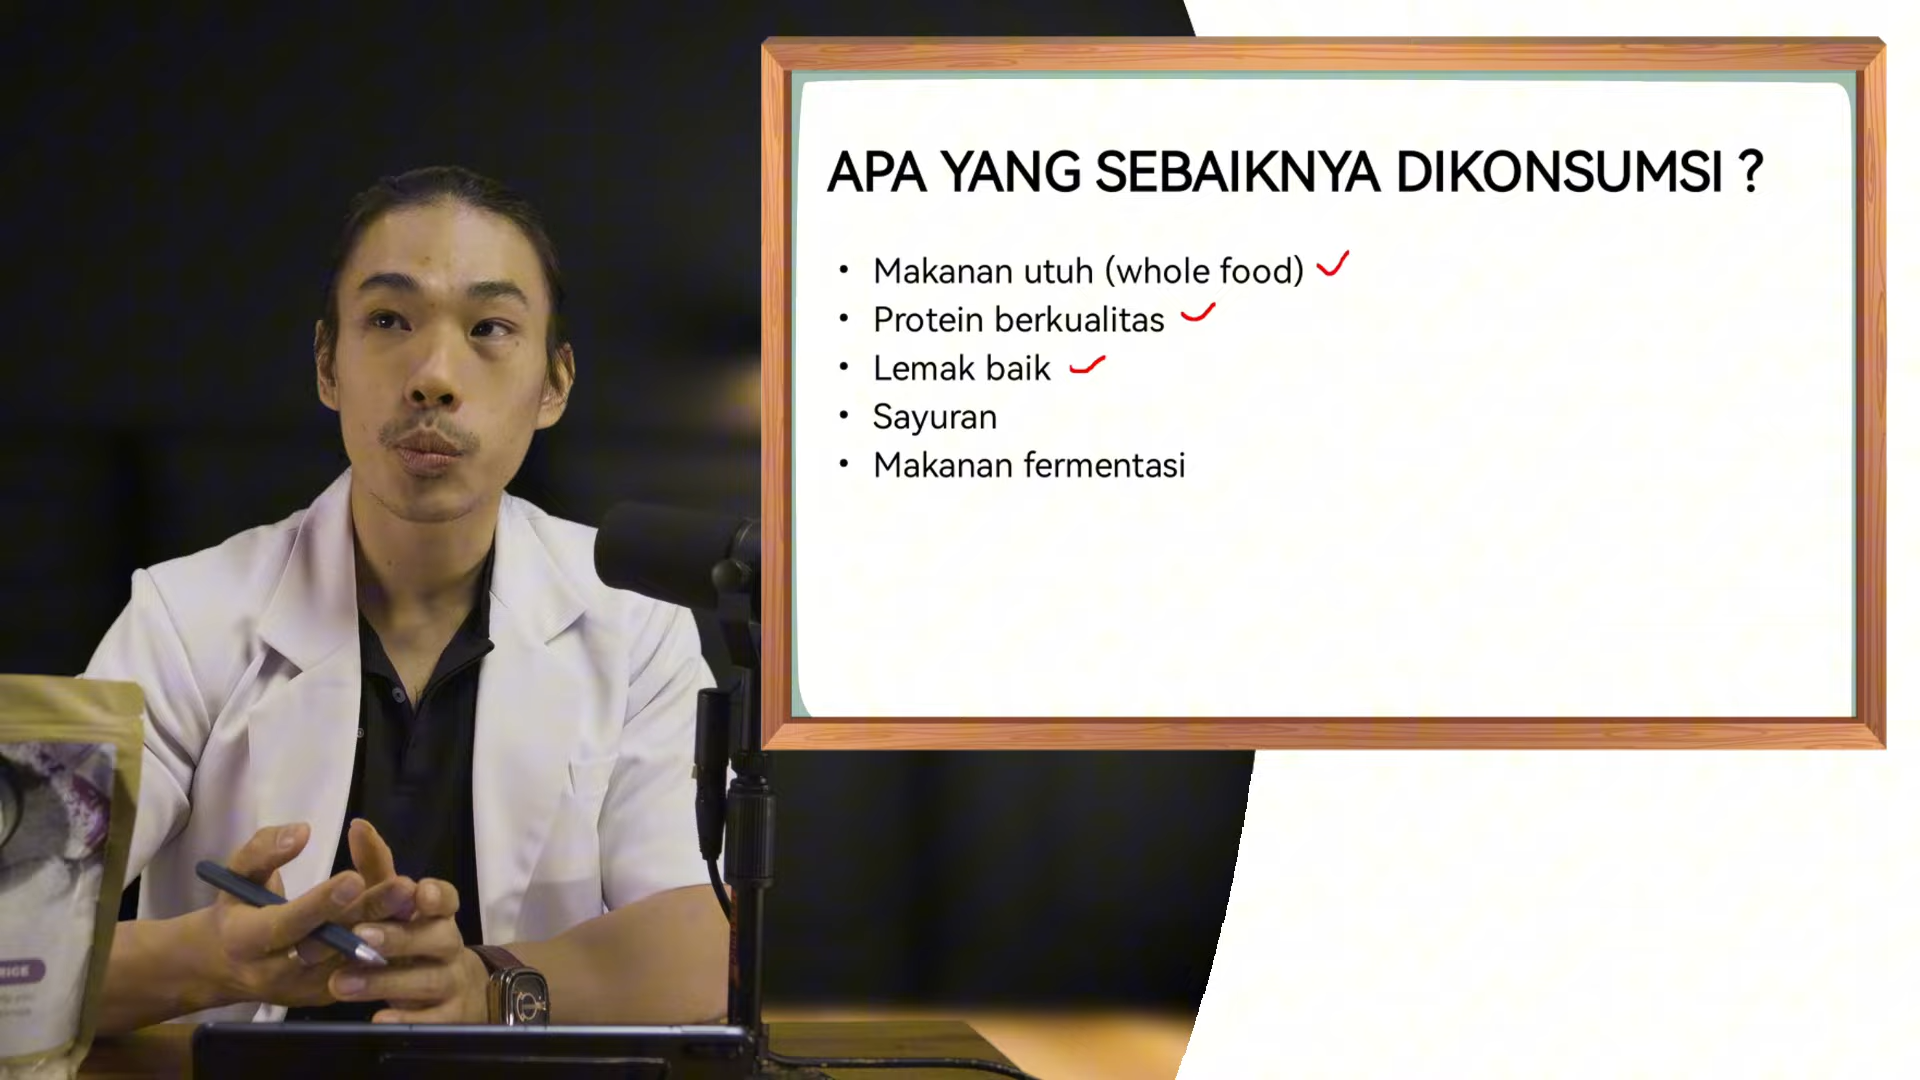 APA YANG SEBAIKNYA DIKONSUMSI ?
• Makanan utuh (whole food)
• Protein berkualitas
• Lemak baik
• Sayuran
• Makanan fermentasi